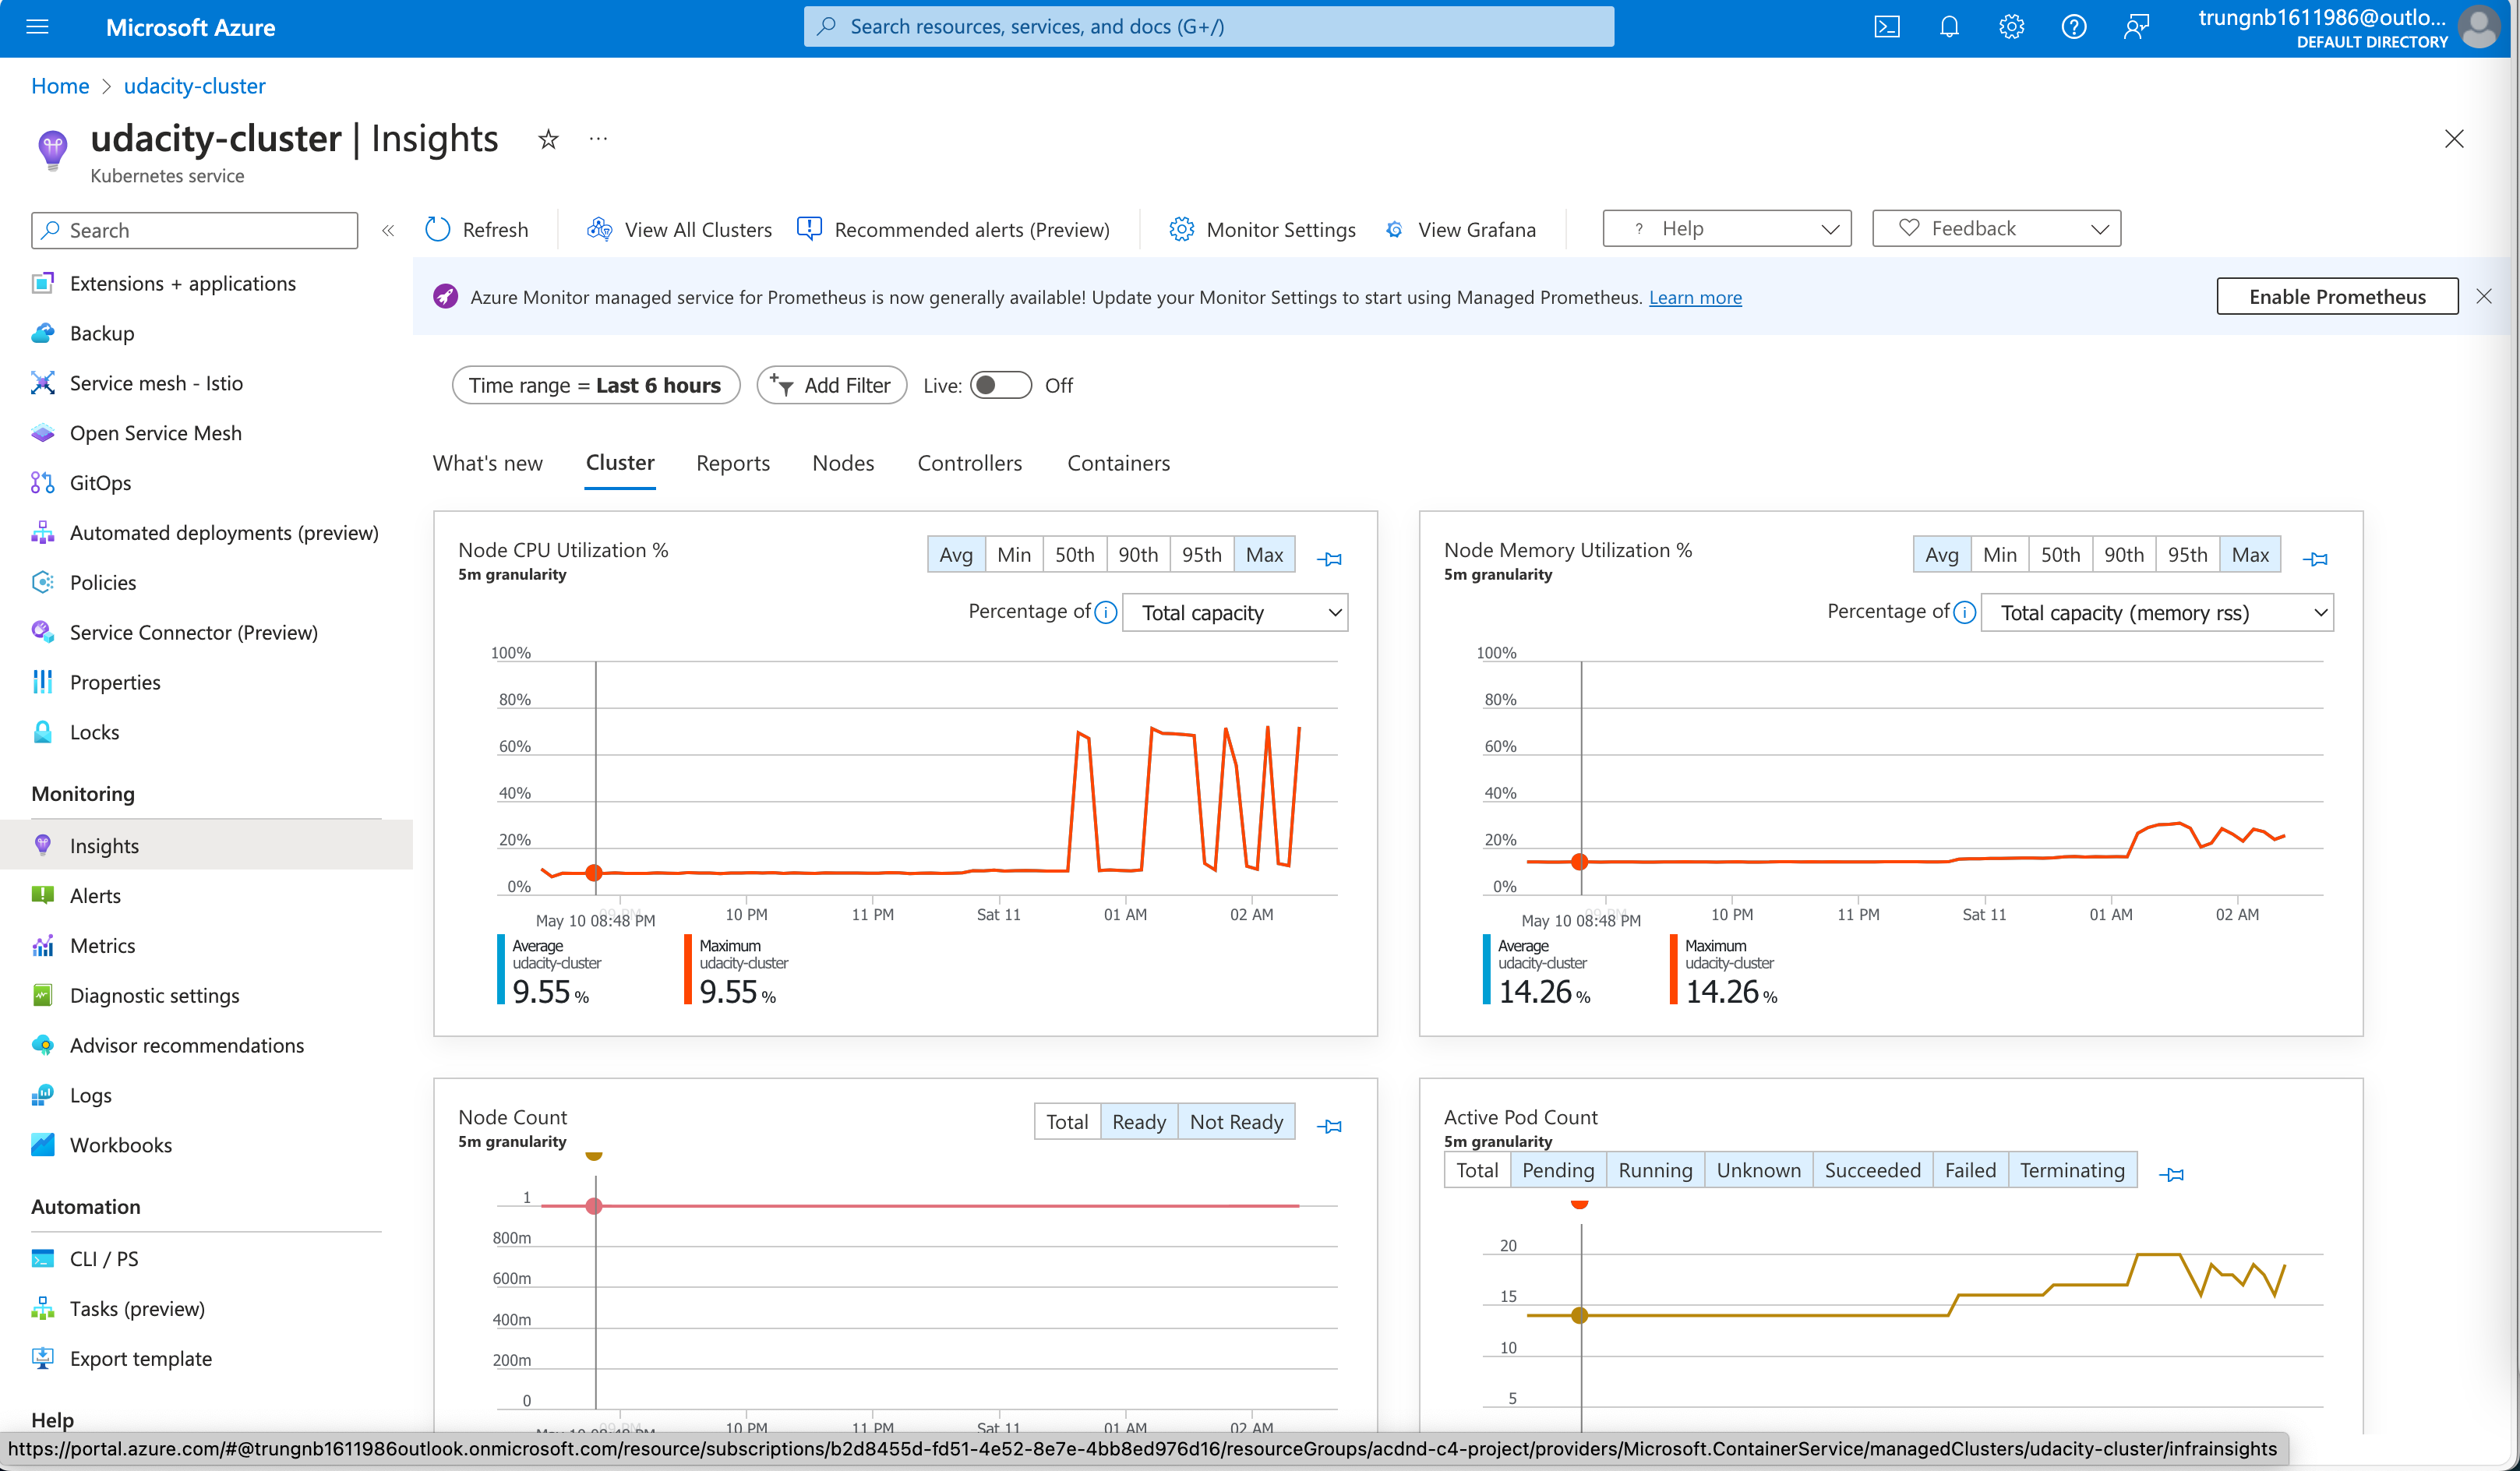 Microsoft Azure
Search resources, services, and docs (G+/)
trungnb1611986@outlo...
DEFAULT DIRECTORY
Home > udacity-cluster
udacity-cluster | Insights
Kubernetes service
Search
Refresh
View All Clusters
Recommended alerts (Preview)
Monitor Settings
View Grafana
? Help
Feedback
Extensions + applications
Backup
Service mesh - Istio
Open Service Mesh
GitOps
Automated deployments (preview)
Policies
Service Connector (Preview)
Properties
Locks
Monitoring
Insights
Alerts
Metrics
Diagnostic settings
Advisor recommendations
Logs
Workbooks
Automation
CLI / PS
Tasks (preview)
Export template
Help
Azure Monitor managed service for Prometheus is now generally available! Update your Monitor Settings to start using Managed Prometheus. Learn more
Enable Prometheus
Time range = Last 6 hours
Add Filter
Live: Off
What's new Cluster Reports Nodes Controllers Containers
Node CPU Utilization %
5m granularity
Avg Min 50th 90th 95th Max
Percentage of Total capacity
100%
80%
60%
40%
20%
0%
May 10 08:48 PM 09 PM 10 PM 11 PM Sat 11 01 AM 02 AM
Average
udacity-cluster
9.55 %
Maximum
udacity-cluster
9.55 %
Node Memory Utilization %
5m granularity
Avg Min 50th 90th 95th Max
Percentage of Total capacity (memory rss)
100%
80%
60%
40%
20%
0%
May 10 08:48 PM 09 PM 10 PM 11 PM Sat 11 01 AM 02 AM
Average
udacity-cluster
14.26 %
Maximum
udacity-cluster
14.26 %
Node Count
5m granularity
Total Ready Not Ready
1
800m
600m
400m
200m
0
May 10 08:48 PM 09 PM 10 PM 11 PM Sat 11 01 AM 02 AM
Active Pod Count
5m granularity
Total Pending Running Unknown Succeeded Failed Terminating
20
15
10
5
https://portal.azure.com/#@trungnb1611986outlook.onmicrosoft.com/resource/subscriptions/b2d8455d-fd51-4e52-8e7e-4bb8ed976d16/resourceGroups/acdnd-c4-project/providers/Microsoft.ContainerService/managedClusters/udacity-cluster/infrainsights